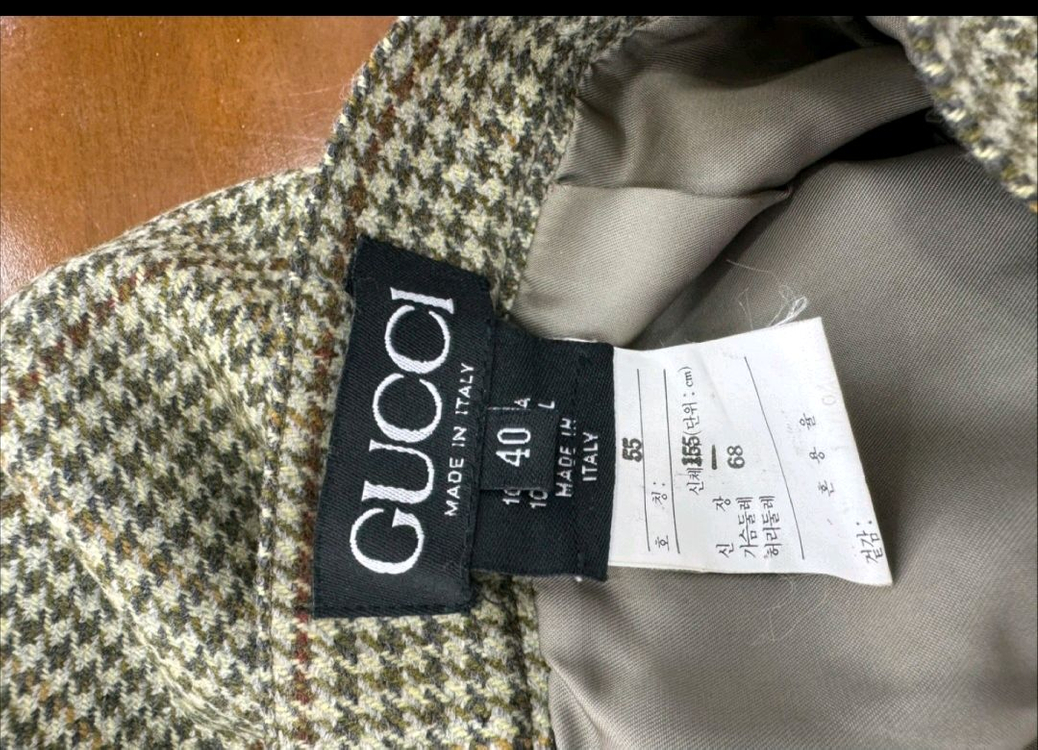 GUCCI
MADE IN ITALY
40
L
MADE IN
ITALY
호 칭: 55
신체 (단위: cm)
신 장 155
가슴둘레 —
허리둘레 68
혼 용 율
겉감: